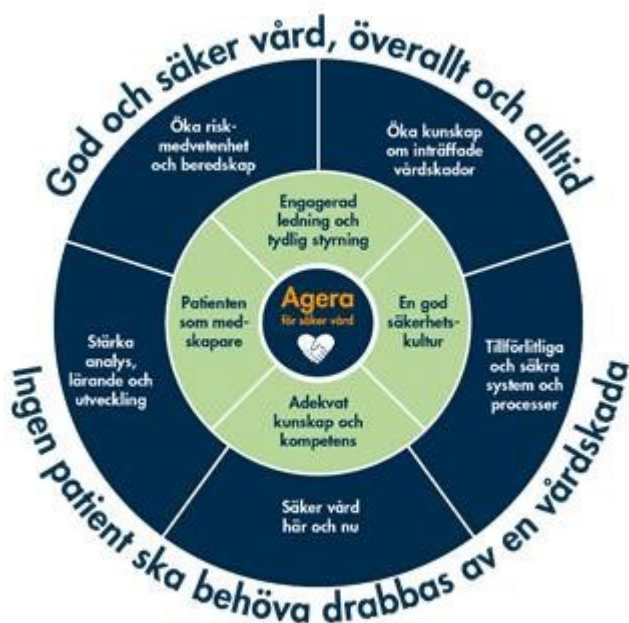 God och säker vård, överallt och alltid
Öka risk-
medvetenhet
och beredskap
Öka kunskap
om inträffade
vårdskador
Engagerad
ledning och
tydlig styrning
Patienten
som med-
skapare
Agera
för säker vård
En god
säkerhets-
kultur
Stärka
analys,
lärande och
utveckling
Tillförlitliga
och säkra
system och
processer
Adekvat
kunskap och
kompetens
Säker vård
här och nu
Ingen patient ska behöva drabbas av en vårdskada